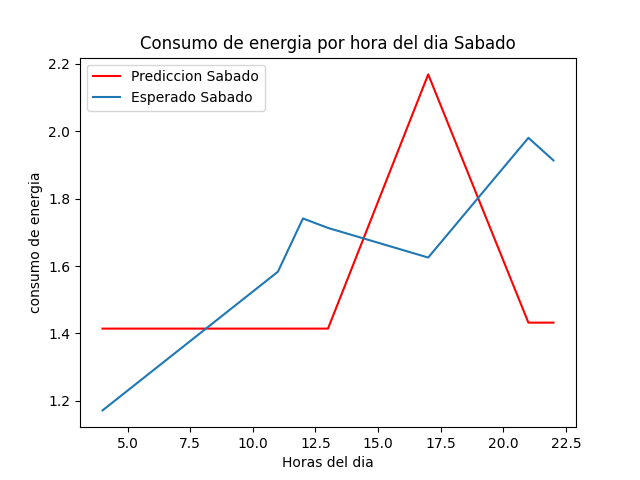 Consumo de energia por hora del dia Sabado
Prediccion Sabado
Esperado Sabado
consumo de energia
2.2
2.0
1.8
1.6
1.4
1.2
5.0 7.5 10.0 12.5 15.0 17.5 20.0 22.5
Horas del dia